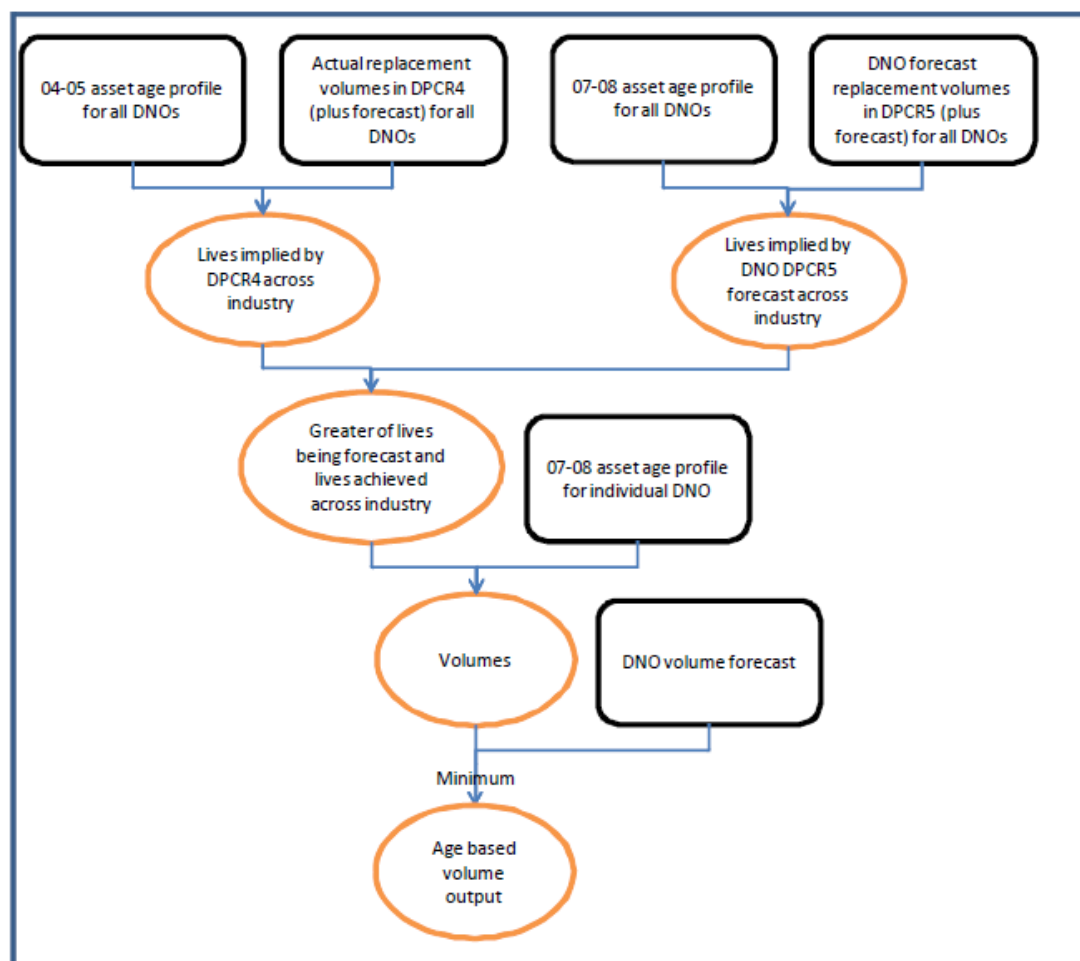 04-05 asset age profile
for all DNOs
Actual replacement
volumes in DPCR4
(plus forecast) for all
DNOs
07-08 asset age profile
for all DNOs
DNO forecast
replacement volumes
in DPCR5 (plus
forecast) for all DNOs
Lives implied by
DPCR4 across
industry
Lives implied by
DNO DPCR5
forecast across
industry
Greater of lives
being forecast and
lives achieved
across industry
07-08 asset age profile
for individual DNO
Volumes
DNO volume forecast
Minimum
Age based
volume
output